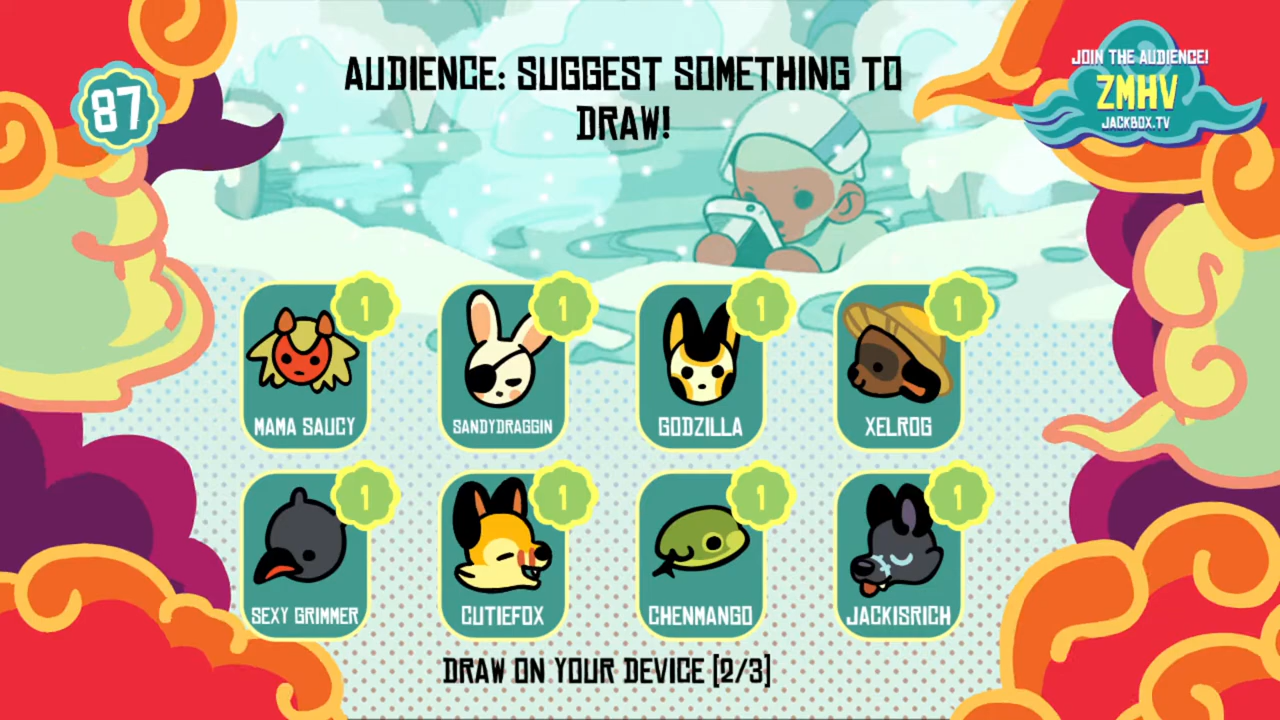 AUDIENCE: SUGGEST SOMETHING TO
DRAW!
JOIN THE AUDIENCE!
ZMHV
JACKBOX.TV
87
1
1
1
1
MAMA SAUCY
SANDYDRAGGIN
GODZILLA
XELROG
1
1
1
1
SEXY GRIMMER
CUTIEFOX
CHENMANGO
JACKISRICH
DRAW ON YOUR DEVICE [2/3]